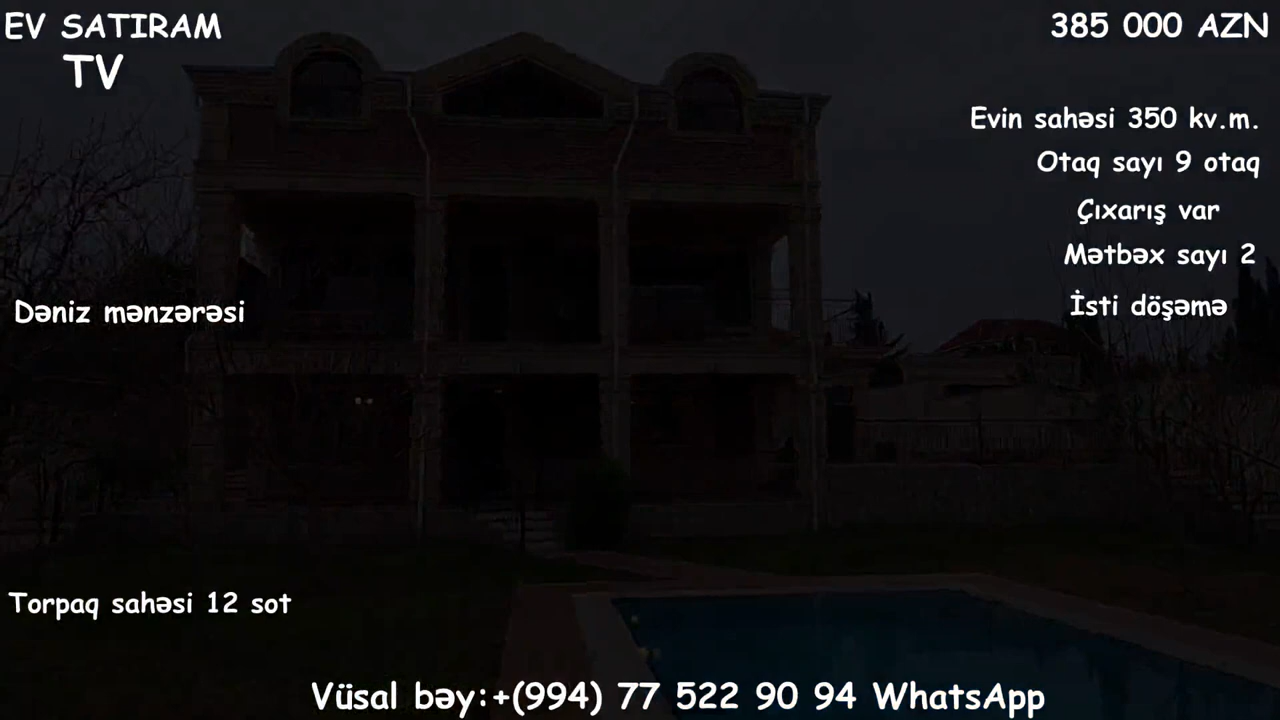 EV SATIRAM
TV
385 000 AZN
Evin sahəsi 350 kv.m.
Otaq sayı 9 otaq
Çıxarış var
Mətbəx sayı 2
İsti döşəmə
Dəniz mənzərəsi
Torpaq sahəsi 12 sot
Vüsal bəy:+(994) 77 522 90 94 WhatsApp